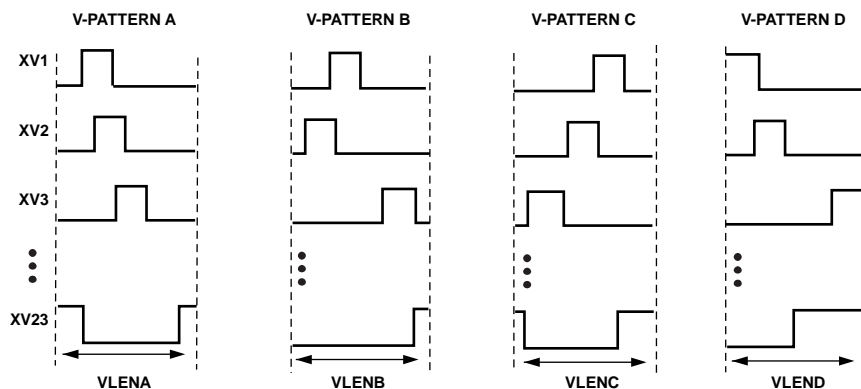 V-PATTERN A V-PATTERN B V-PATTERN C V-PATTERN D
XV1
XV2
XV3
XV23
VLENA VLENB VLENC VLEND